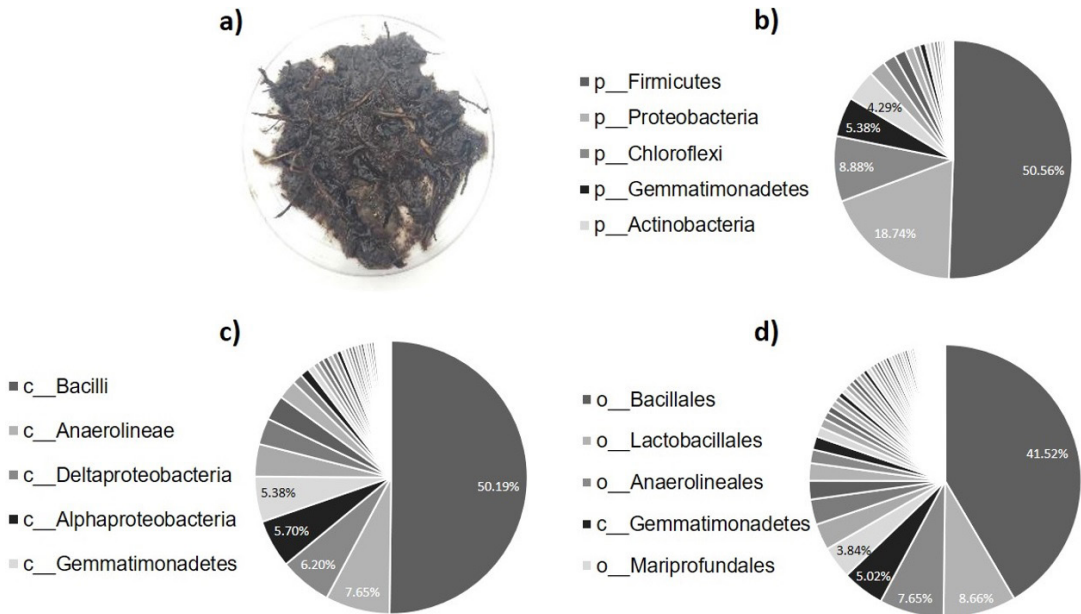 a)
b)
p__Firmicutes
p__Proteobacteria
p__Chloroflexi
p__Gemmatimonadetes
p__Actinobacteria
4.29%
5.38%
8.88%
18.74%
50.56%
c)
c__Bacilli
c__Anaerolineae
c__Deltaproteobacteria
c__Alphaproteobacteria
c__Gemmatimonadetes
5.38%
5.70%
6.20%
7.65%
50.19%
d)
o__Bacillales
o__Lactobacillales
o__Anaerolineales
c__Gemmatimonadetes
o__Mariprofundales
3.84%
5.02%
7.65%
8.66%
41.52%